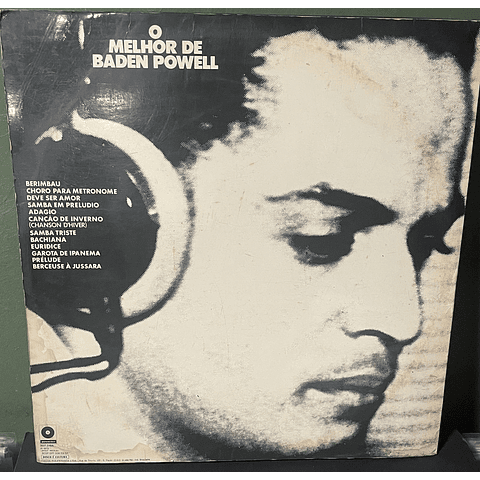 O
MELHOR DE
BADEN POWELL
BERIMBAU
CHORO PARA METRONOME
DEVE SER AMOR
SAMBA EM PRELUDIO
ADAGIO
CANÇÃO DE INVERNO
(CHANSON D'HIVER)
SAMBA TRISTE
BACHIANA
EURIDICE
GAROTA DE IPANEMA
PRÉLUDE
BERCEUSE À JUSSARA